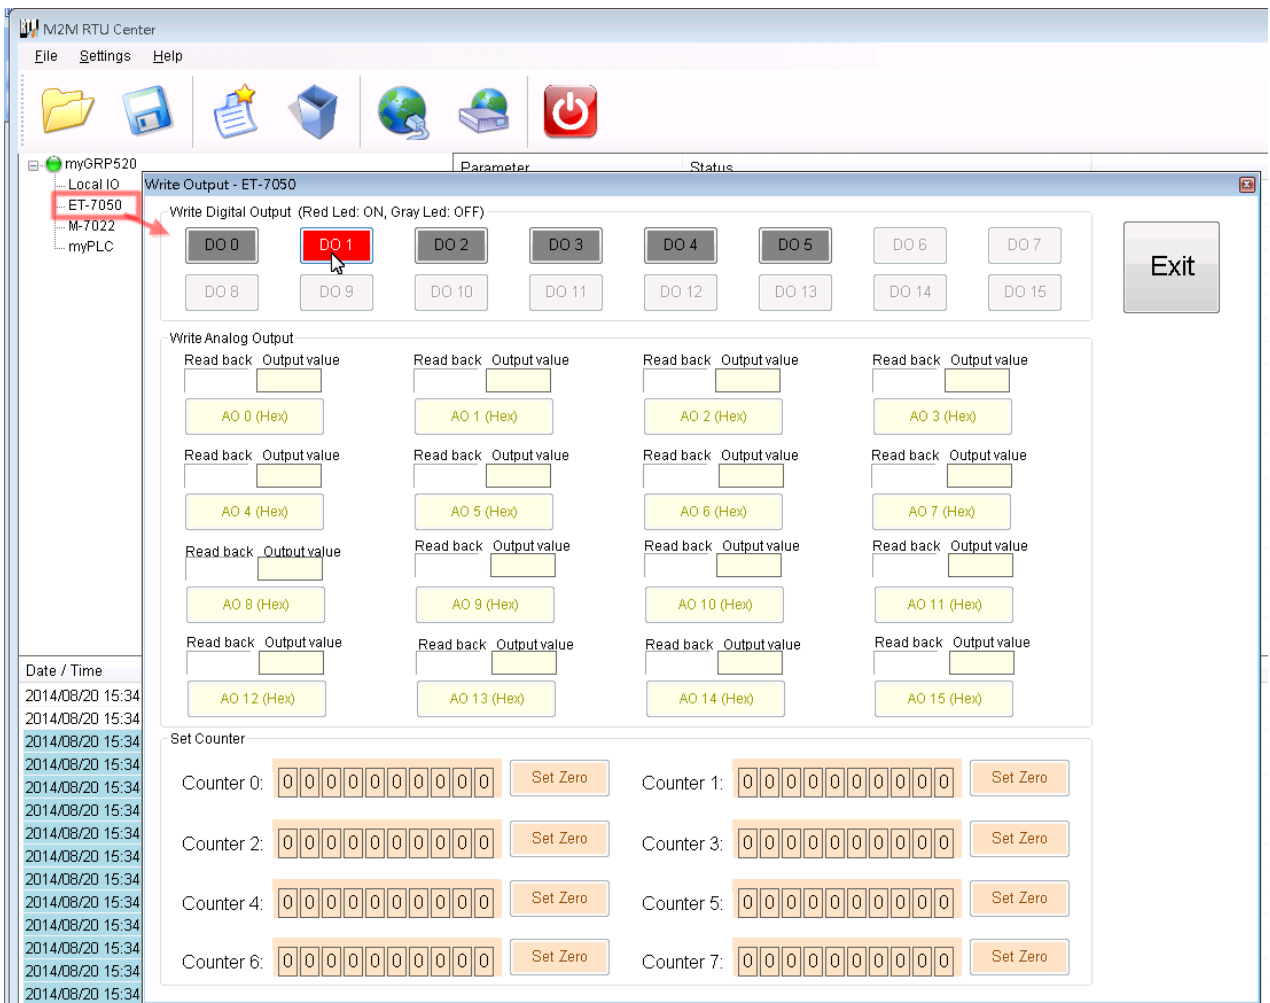 M2M RTU Center
File Settings Help
myGRP520
Local IO
ET-7050
M-7022
myPLC
Parameter Status
Write Output - ET-7050
Write Digital Output (Red Led: ON, Gray Led: OFF)
DO 0 DO 1 DO 2 DO 3 DO 4 DO 5 DO 6 DO 7
DO 8 DO 9 DO 10 DO 11 DO 12 DO 13 DO 14 DO 15
Exit
Write Analog Output
Read back Output value Read back Output value Read back Output value Read back Output value
AO 0 (Hex) AO 1 (Hex) AO 2 (Hex) AO 3 (Hex)
Read back Output value Read back Output value Read back Output value Read back Output value
AO 4 (Hex) AO 5 (Hex) AO 6 (Hex) AO 7 (Hex)
Read back Output value Read back Output value Read back Output value Read back Output value
AO 8 (Hex) AO 9 (Hex) AO 10 (Hex) AO 11 (Hex)
Read back Output value Read back Output value Read back Output value Read back Output value
AO 12 (Hex) AO 13 (Hex) AO 14 (Hex) AO 15 (Hex)
Set Counter
Counter 0: 0 0 0 0 0 0 0 0 0 0 Set Zero Counter 1: 0 0 0 0 0 0 0 0 0 0 Set Zero
Counter 2: 0 0 0 0 0 0 0 0 0 0 Set Zero Counter 3: 0 0 0 0 0 0 0 0 0 0 Set Zero
Counter 4: 0 0 0 0 0 0 0 0 0 0 Set Zero Counter 5: 0 0 0 0 0 0 0 0 0 0 Set Zero
Counter 6: 0 0 0 0 0 0 0 0 0 0 Set Zero Counter 7: 0 0 0 0 0 0 0 0 0 0 Set Zero
Date / Time
2014/08/20 15:34
2014/08/20 15:34
2014/08/20 15:34
2014/08/20 15:34
2014/08/20 15:34
2014/08/20 15:34
2014/08/20 15:34
2014/08/20 15:34
2014/08/20 15:34
2014/08/20 15:34
2014/08/20 15:34
2014/08/20 15:34
2014/08/20 15:34
2014/08/20 15:34